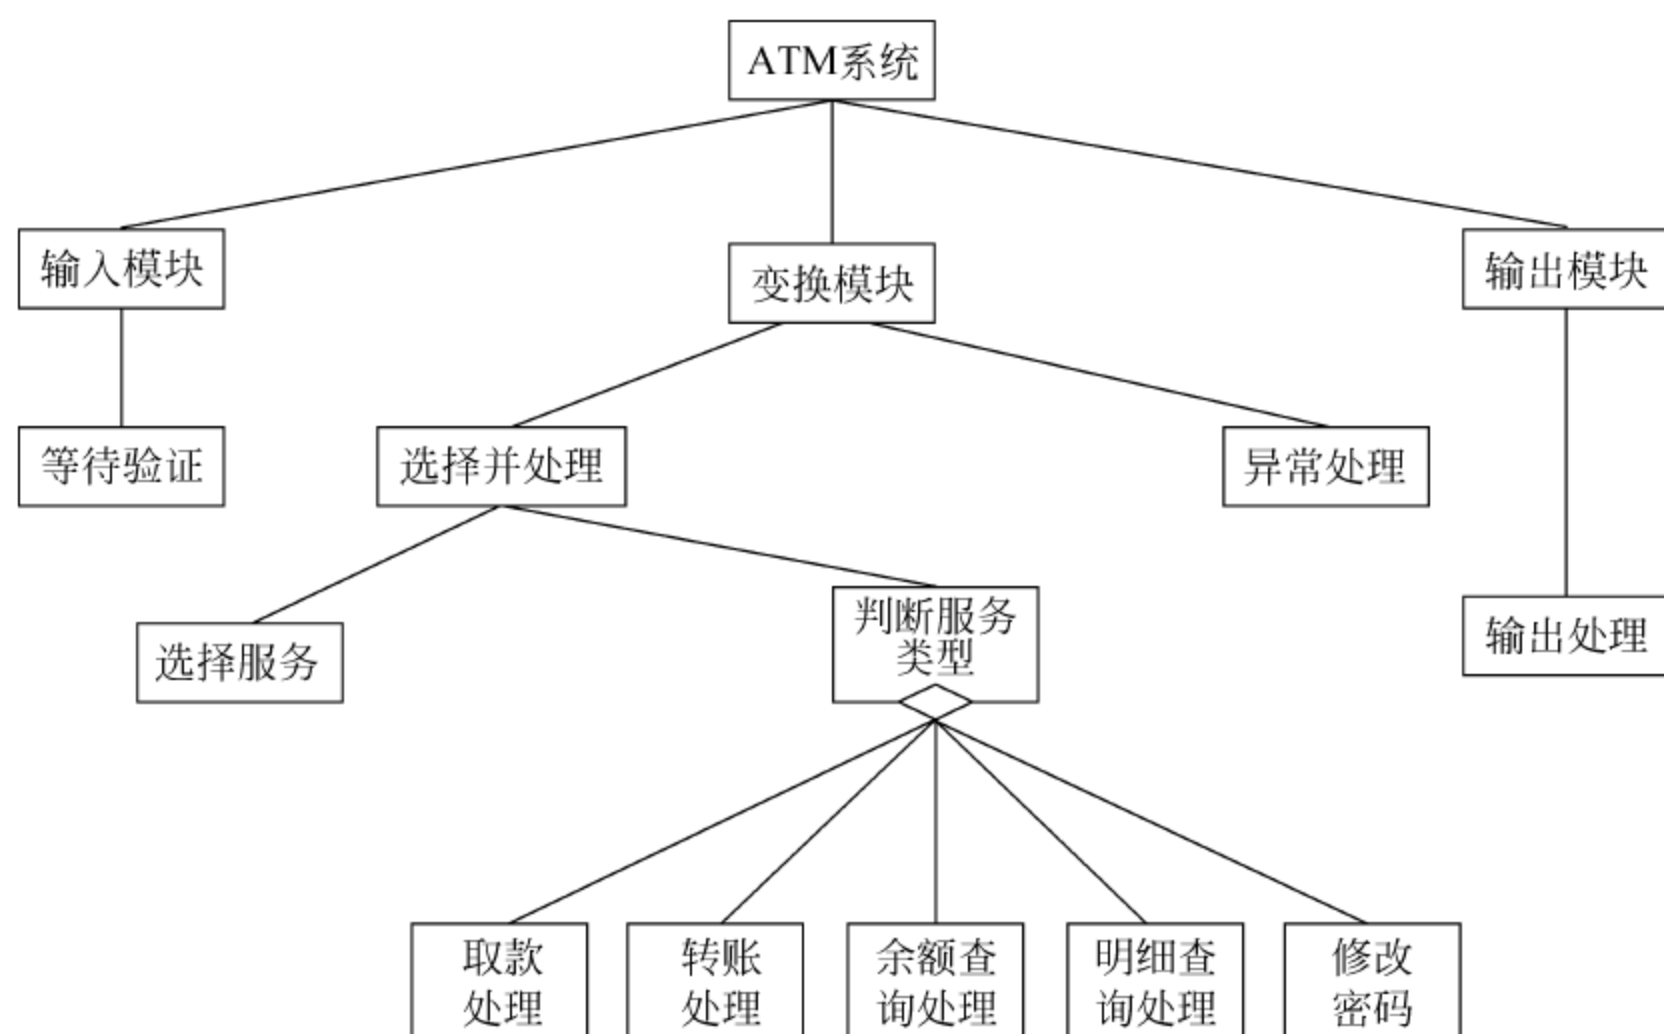 ATM系统
输入模块
变换模块
输出模块
等待验证
选择并处理
异常处理
选择服务
判断服务
类型
输出处理
取款
处理
转账
处理
余额查
询处理
明细查
询处理
修改
密码